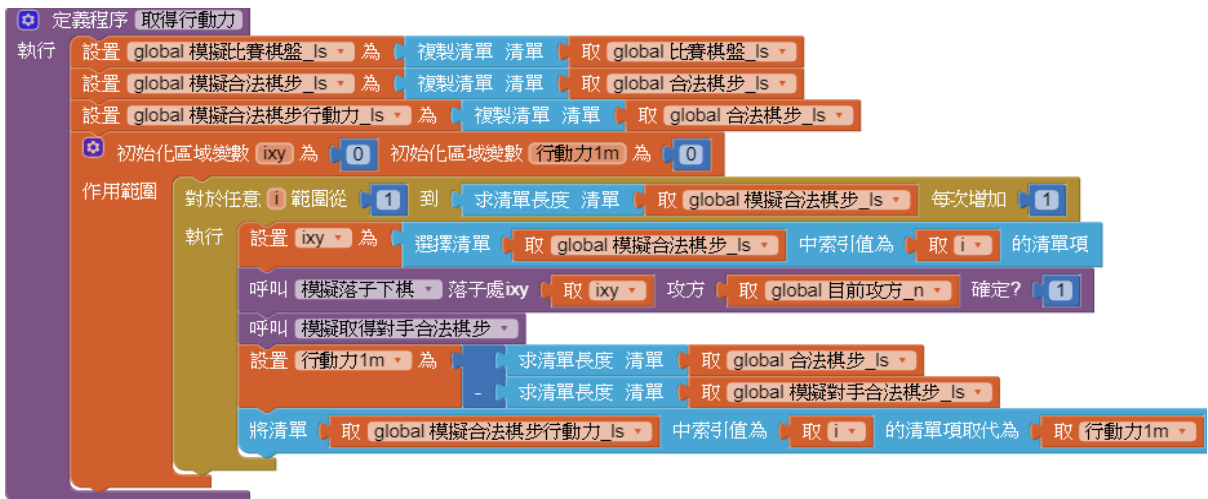 定義程序 取得行動力
執行 設置 global 模擬比賽棋盤_ls 為 複製清單 清單 取 global 比賽棋盤_ls
設置 global 模擬合法棋步_ls 為 複製清單 清單 取 global 合法棋步_ls
設置 global 模擬合法棋步行動力_ls 為 複製清單 清單 取 global 合法棋步_ls
初始化區域變數 ixy 為 0 初始化區域變數 行動力1m 為 0
作用範圍 對於任意 i 範圍從 1 到 求清單長度 清單 取 global 模擬合法棋步_ls 每次增加 1
執行 設置 ixy 為 選擇清單 取 global 模擬合法棋步_ls 中索引值為 取 i 的清單項
呼叫 模擬落子下棋 落子處ixy 取 ixy 攻方 取 global 目前攻方_n 確定? 1
呼叫 模擬取得對手合法棋步
設置 行動力1m 為 求清單長度 清單 取 global 合法棋步_ls
- 求清單長度 清單 取 global 模擬對手合法棋步_ls
將清單 取 global 模擬合法棋步行動力_ls 中索引值為 取 i 的清單項取代為 取 行動力1m